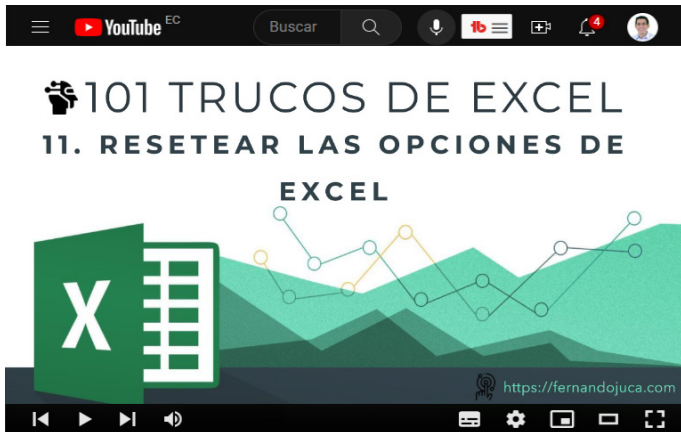 YouTube EC
Buscar
4
101 TRUCOS DE EXCEL
11. RESETEAR LAS OPCIONES DE
EXCEL
X
https://fernandojuca.com